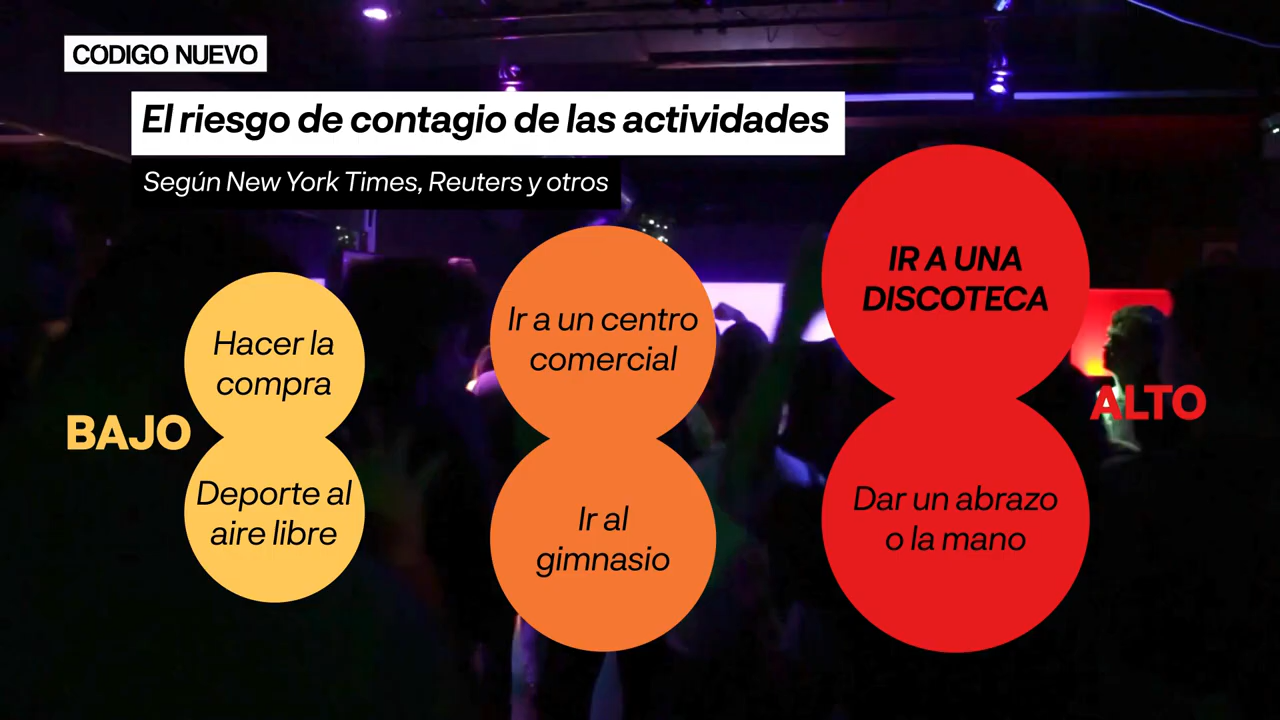 CÓDIGO NUEVO
El riesgo de contagio de las actividades
Según New York Times, Reuters y otros
BAJO
Hacer la
compra
Deporte al
aire libre
Ir a un centro
comercial
Ir al
gimnasio
IR A UNA
DISCOTECA
Dar un abrazo
o la mano
ALTO